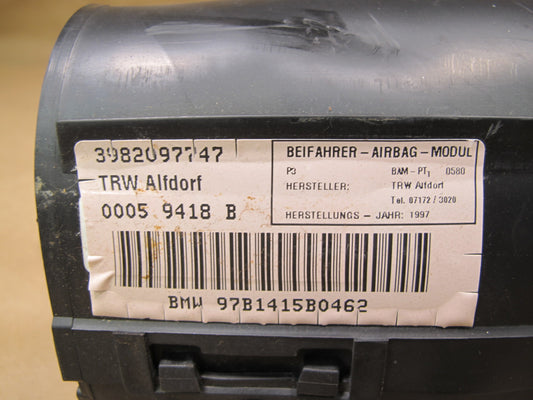 3982097747
TRW Alfdorf
0005 9418 B
BEIFAHRER-AIRBAG-MODUL
P3 BAM-PT1 0580
HERSTELLER: TRW Alfdorf
Tel. 07172/3020
HERSTELLUNGS-JAHR: 1997
BMW 97B1415B0462